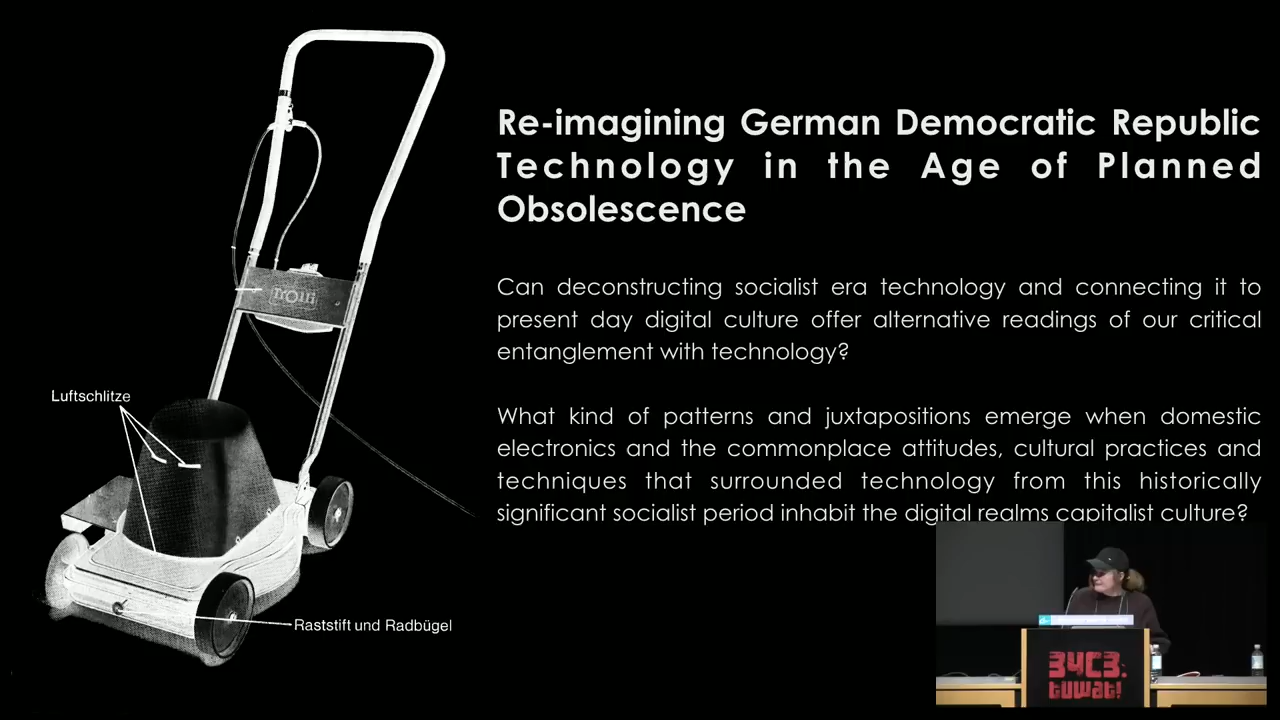 Re-imagining German Democratic Republic
Technology in the Age of Planned
Obsolescence
Can deconstructing socialist era technology and connecting it to
present day digital culture offer alternative readings of our critical
entanglement with technology?
What kind of patterns and juxtapositions emerge when domestic
electronics and the commonplace attitudes, cultural practices and
techniques that surrounded technology from this historically
significant socialist period inhabit the digital realms capitalist culture?
Trolli
Luftschlitze
Raststift und Radbügel
34C3.
tuwat!